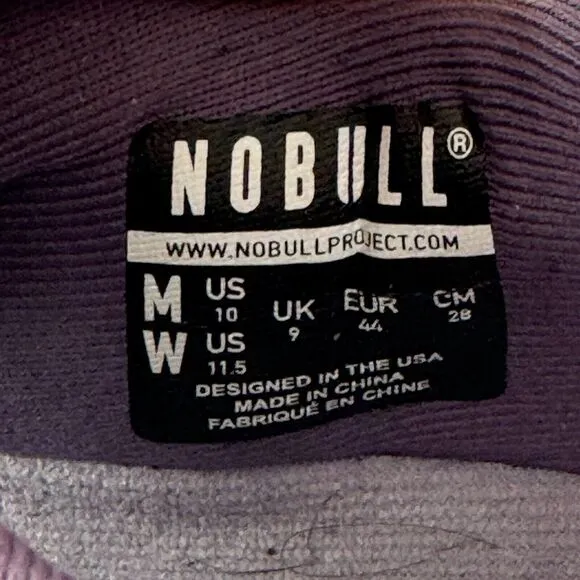 NOBULL®
WWW.NOBULLPROJECT.COM
M US 10 UK 9 EUR 44 CM 28
W US 11.5
DESIGNED IN THE USA
MADE IN CHINA
FABRIQUÉ EN CHINE